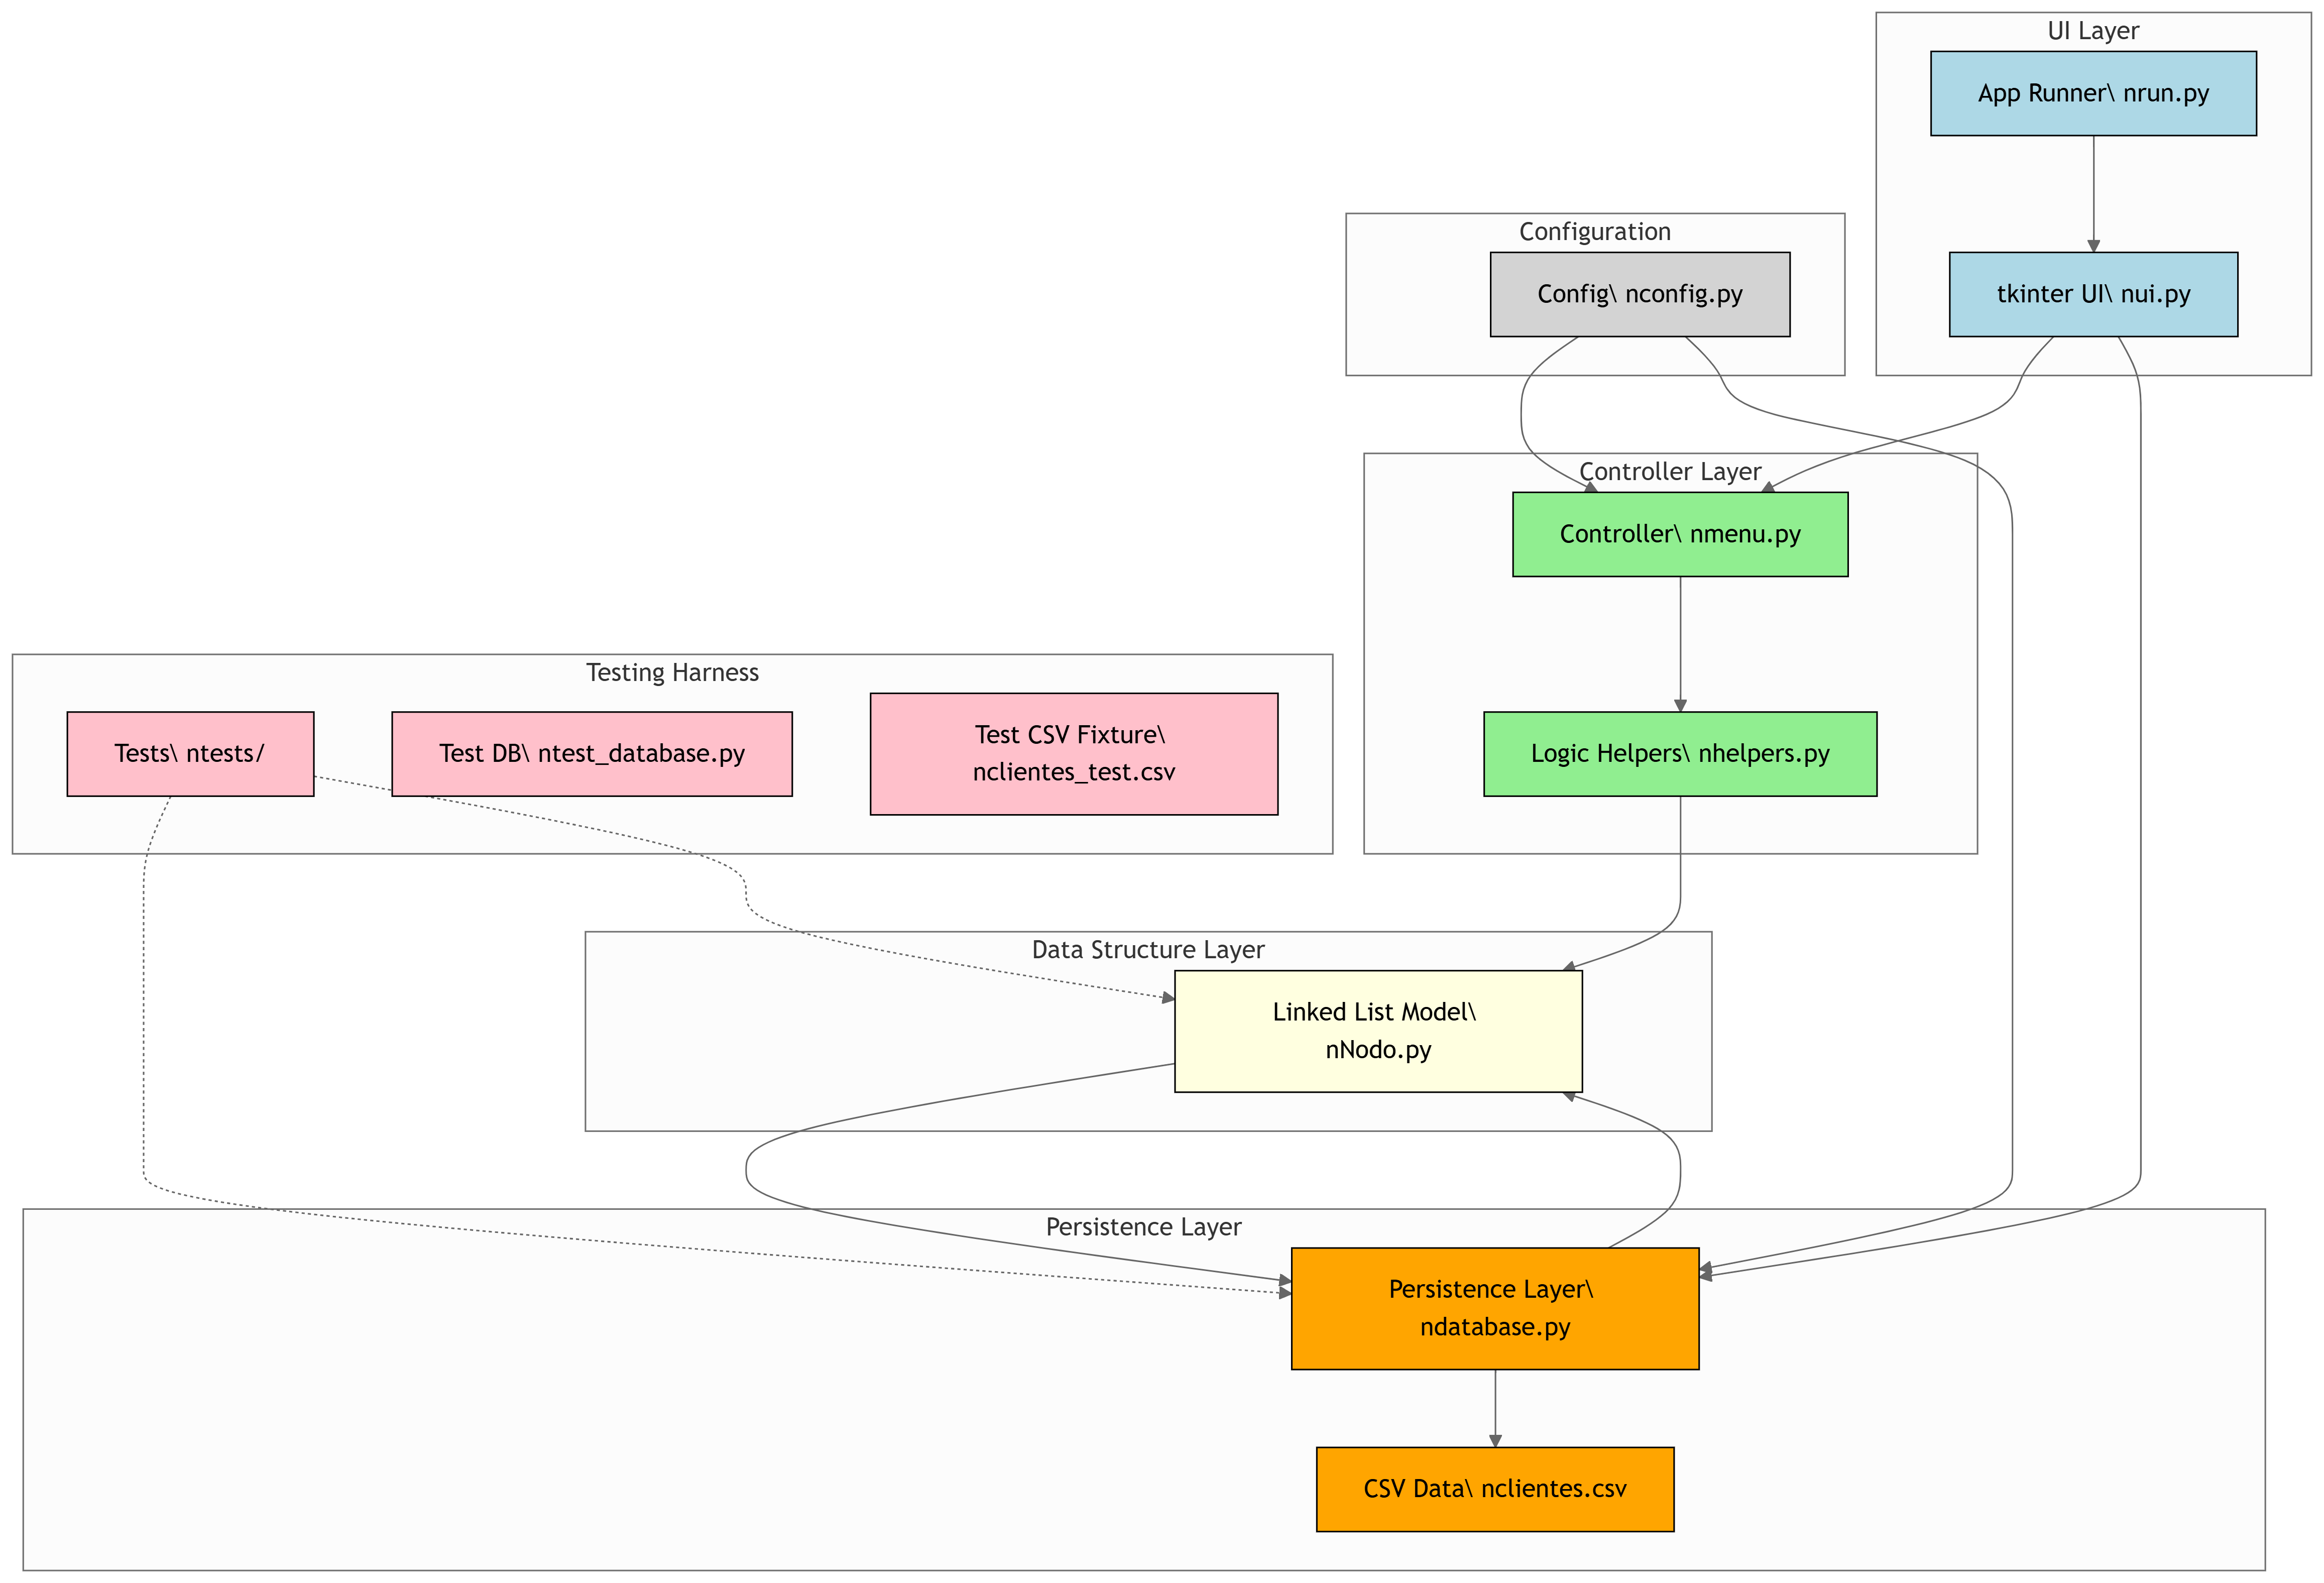 UI Layer
App Runner\ nrun.py
Configuration
Config\ nconfig.py
tkinter UI\ nui.py
Controller Layer
Controller\ nmenu.py
Testing Harness
Tests\ ntests/
Test DB\ ntest_database.py
Test CSV Fixture\
nclientes_test.csv
Logic Helpers\ nhelpers.py
Data Structure Layer
Linked List Model\
nNodo.py
Persistence Layer
Persistence Layer\
ndatabase.py
CSV Data\ nclientes.csv